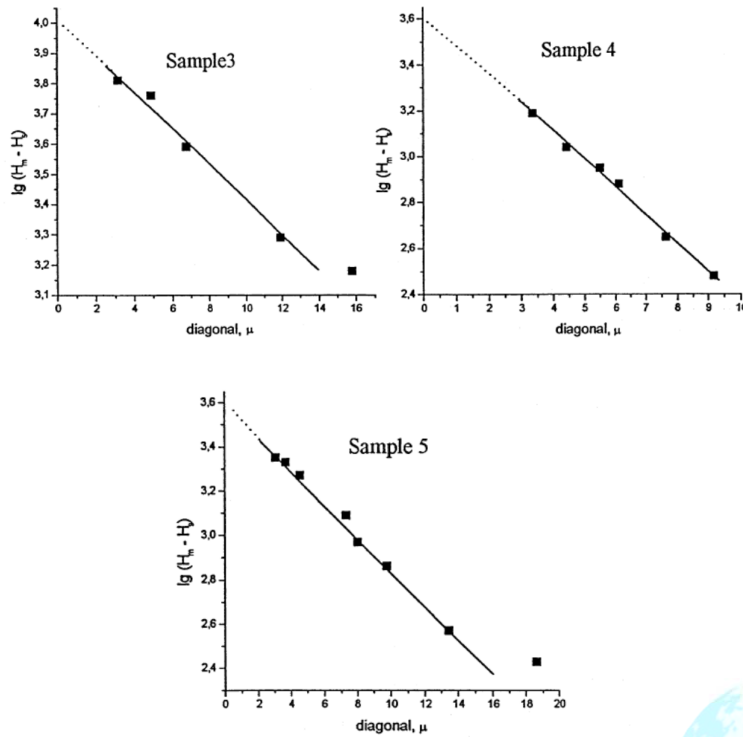 Sample3
4,0
3,9
3,8
3,7
3,6
3,5
3,4
3,3
3,2
3,1
lg (Hm -
0 2 4 6 8 10 12 14 16
diagonal, μ
Sample 4
3,6
3,4
3,2
3,0
2,8
2,6
2,4
lg (Hm -
0 1 2 3 4 5 6 7 8 9 10
diagonal, μ
Sample 5
3,6
3,4
3,2
3,0
2,8
2,6
2,4
lg (Hm -
0 2 4 6 8 10 12 14 16 18 20
diagonal, μ